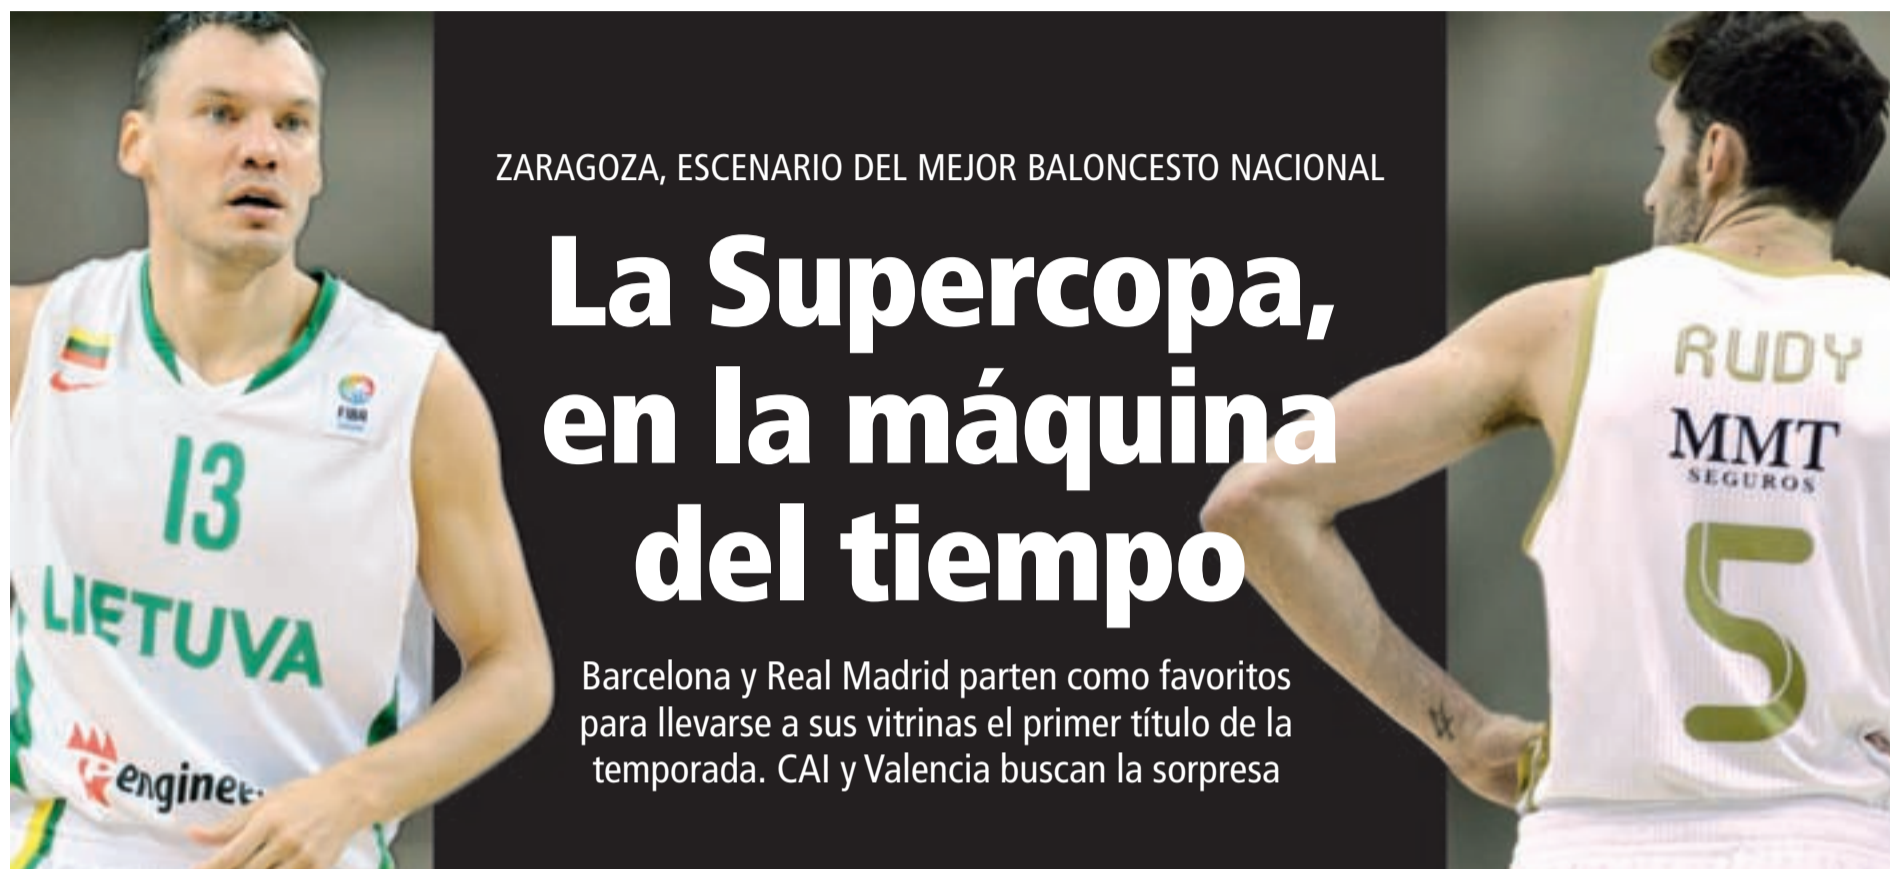 ZARAGOZA, ESCENARIO DEL MEJOR BALONCESTO NACIONAL
La Supercopa,
en la máquina
del tiempo
Barcelona y Real Madrid parten como favoritos
para llevarse a sus vitrinas el primer título de la
temporada. CAI y Valencia buscan la sorpresa
FIBA
13
LIETUVA
RUDY
MMT
SEGUROS
5